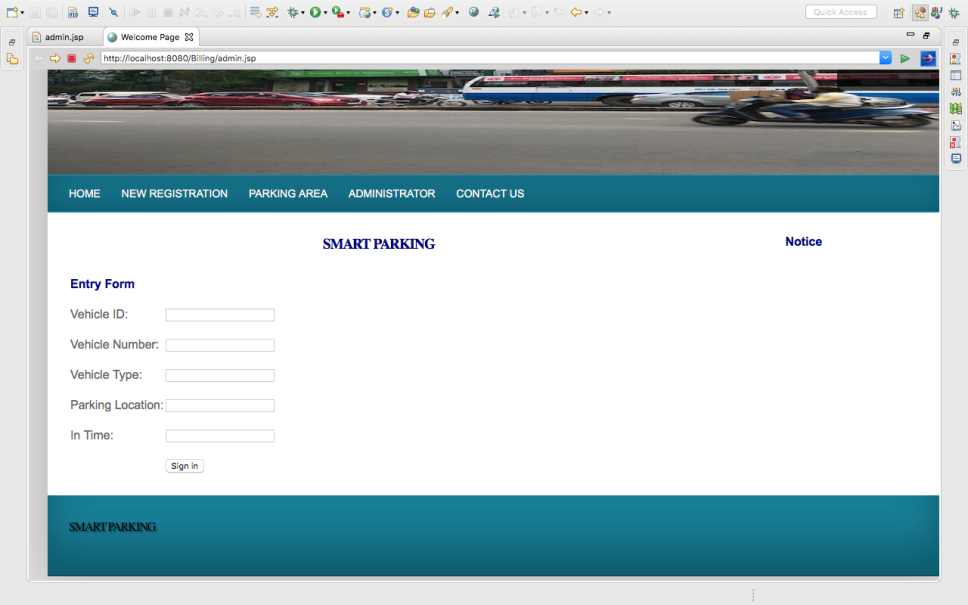 Quick Access
admin.jsp
Welcome Page
http://localhost:8080/Billing/admin.jsp
HOME NEW REGISTRATION PARKING AREA ADMINISTRATOR CONTACT US
SMART PARKING
Notice
Entry Form
Vehicle ID:
Vehicle Number:
Vehicle Type:
Parking Location:
In Time:
Sign in
SMART PARKING